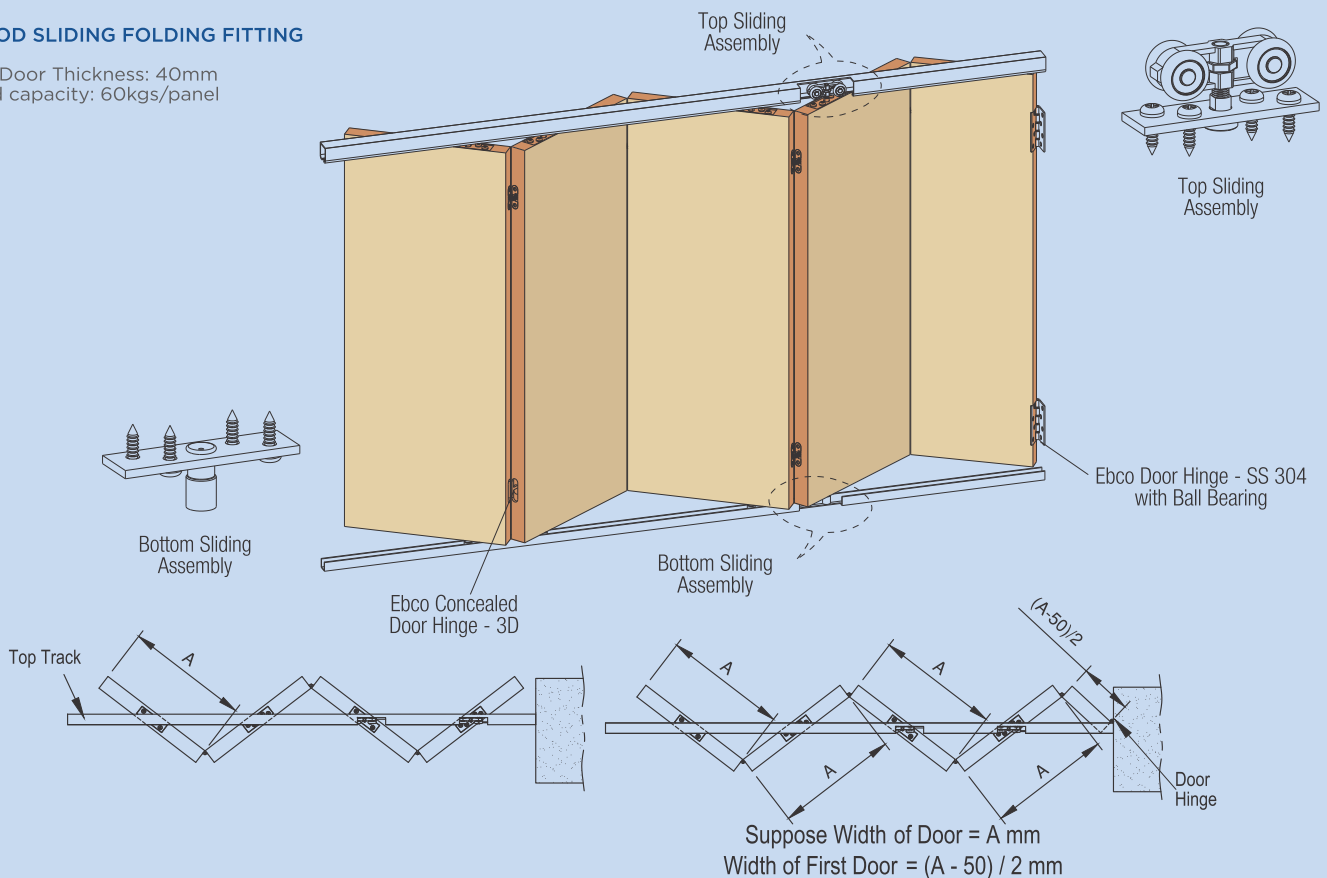 SLIDING FOLDING FITTING
Door Thickness: 40mm
capacity: 60kgs/panel
Top Sliding
Assembly
Top Sliding
Assembly
Bottom Sliding
Assembly
Ebco Concealed
Door Hinge - 3D
Bottom Sliding
Assembly
Ebco Door Hinge - SS 304
with Ball Bearing
Top Track
A
A
A
(A-50)/2
A
A
Door
Hinge
Suppose Width of Door = A mm
Width of First Door = (A - 50) / 2 mm